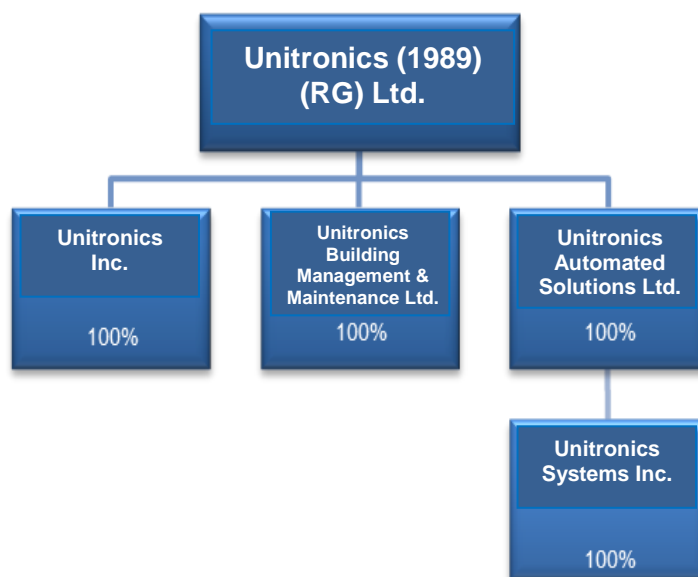 Unitronics (1989)
(RG) Ltd.
Unitronics
Inc.
100%
Unitronics
Building
Management &
Maintenance Ltd.
100%
Unitronics
Automated
Solutions Ltd.
100%
Unitronics
Systems Inc.
100%